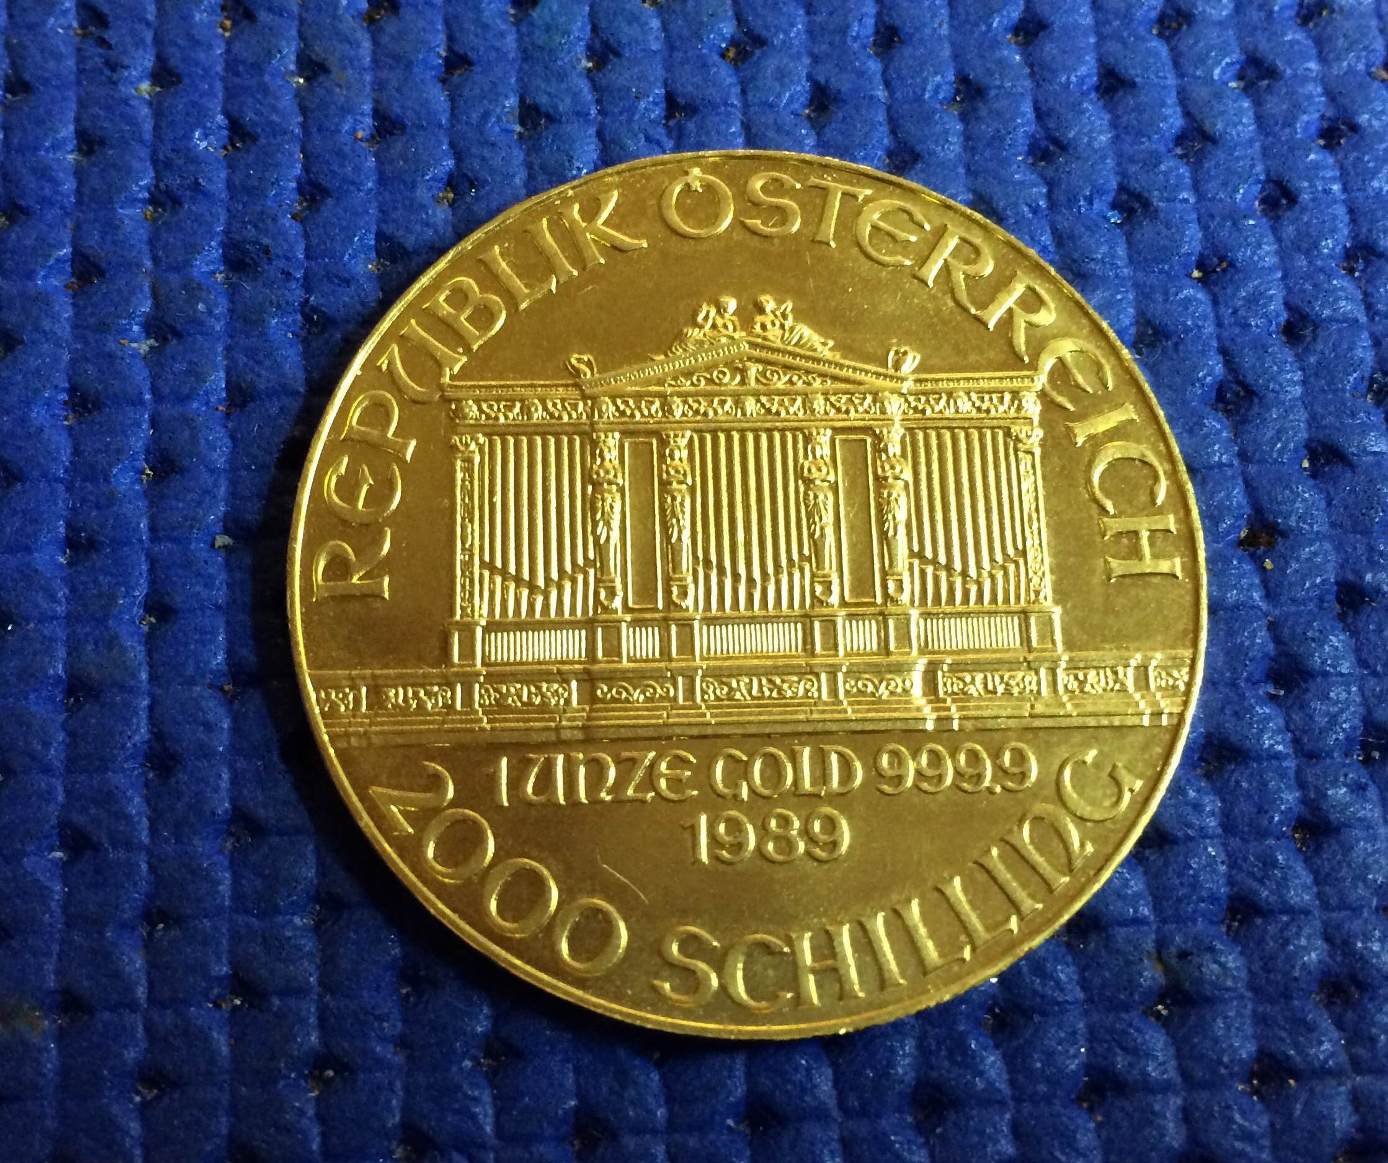 REPUBLIK ÖSTERREICH
1 UNZE GOLD 999.9
1989
2000 SCHILLING